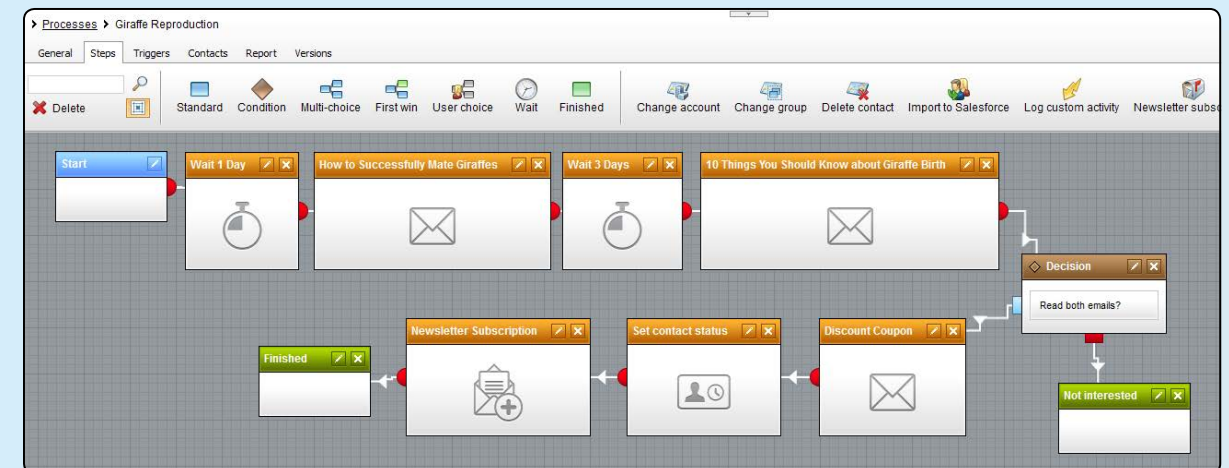 Processes > Giraffe Reproduction
General Steps Triggers Contacts Report Versions
Delete
Standard Condition Multi-choice First win User choice Wait Finished Change account Change group Delete contact Import to Salesforce Log custom activity Newsletter subsc
Start
Wait 1 Day
How to Successfully Mate Giraffes
Wait 3 Days
10 Things You Should Know about Giraffe Birth
Decision
Read both emails?
Newsletter Subscription
Set contact status
Discount Coupon
Finished
Not interested